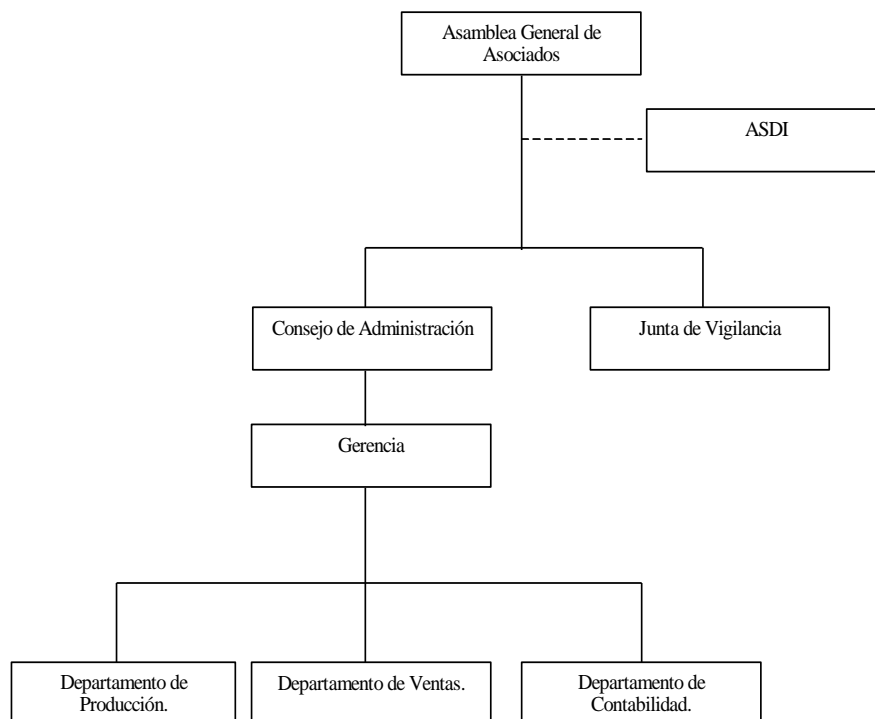 Asamblea General de
Asociados
ASDI
Consejo de Administración
Junta de Vigilancia
Gerencia
Departamento de
Producción.
Departamento de Ventas.
Departamento de
Contabilidad.